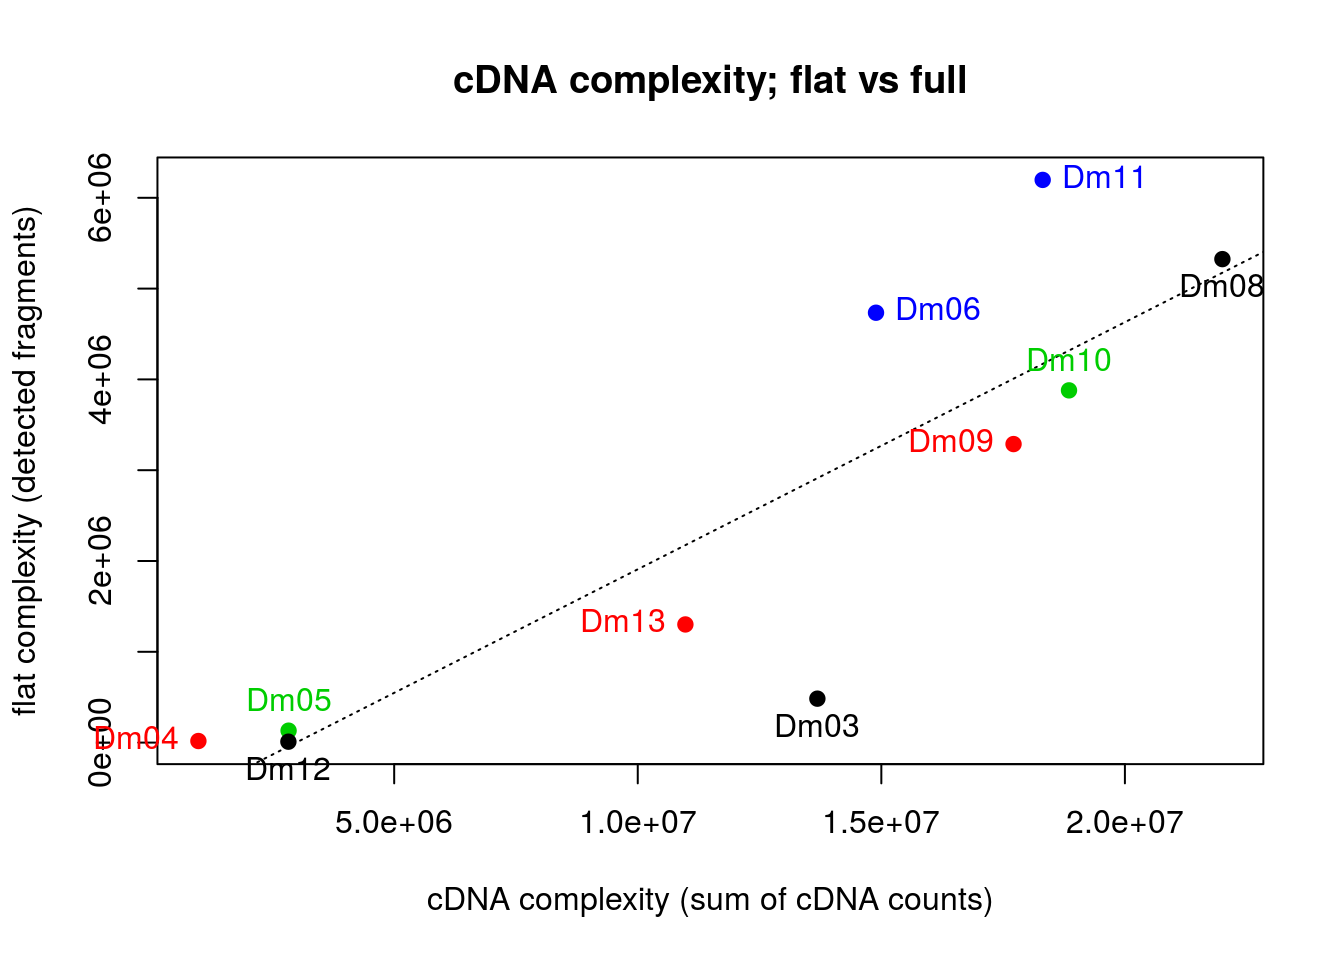 cDNA complexity; flat vs full
flat complexity (detected fragments)
6e+06
4e+06
2e+06
0e+00
Dm11
Dm08
Dm06
Dm10
Dm09
Dm13
Dm03
Dm05
Dm04
Dm12
5.0e+06
1.0e+07
1.5e+07
2.0e+07
cDNA complexity (sum of cDNA counts)